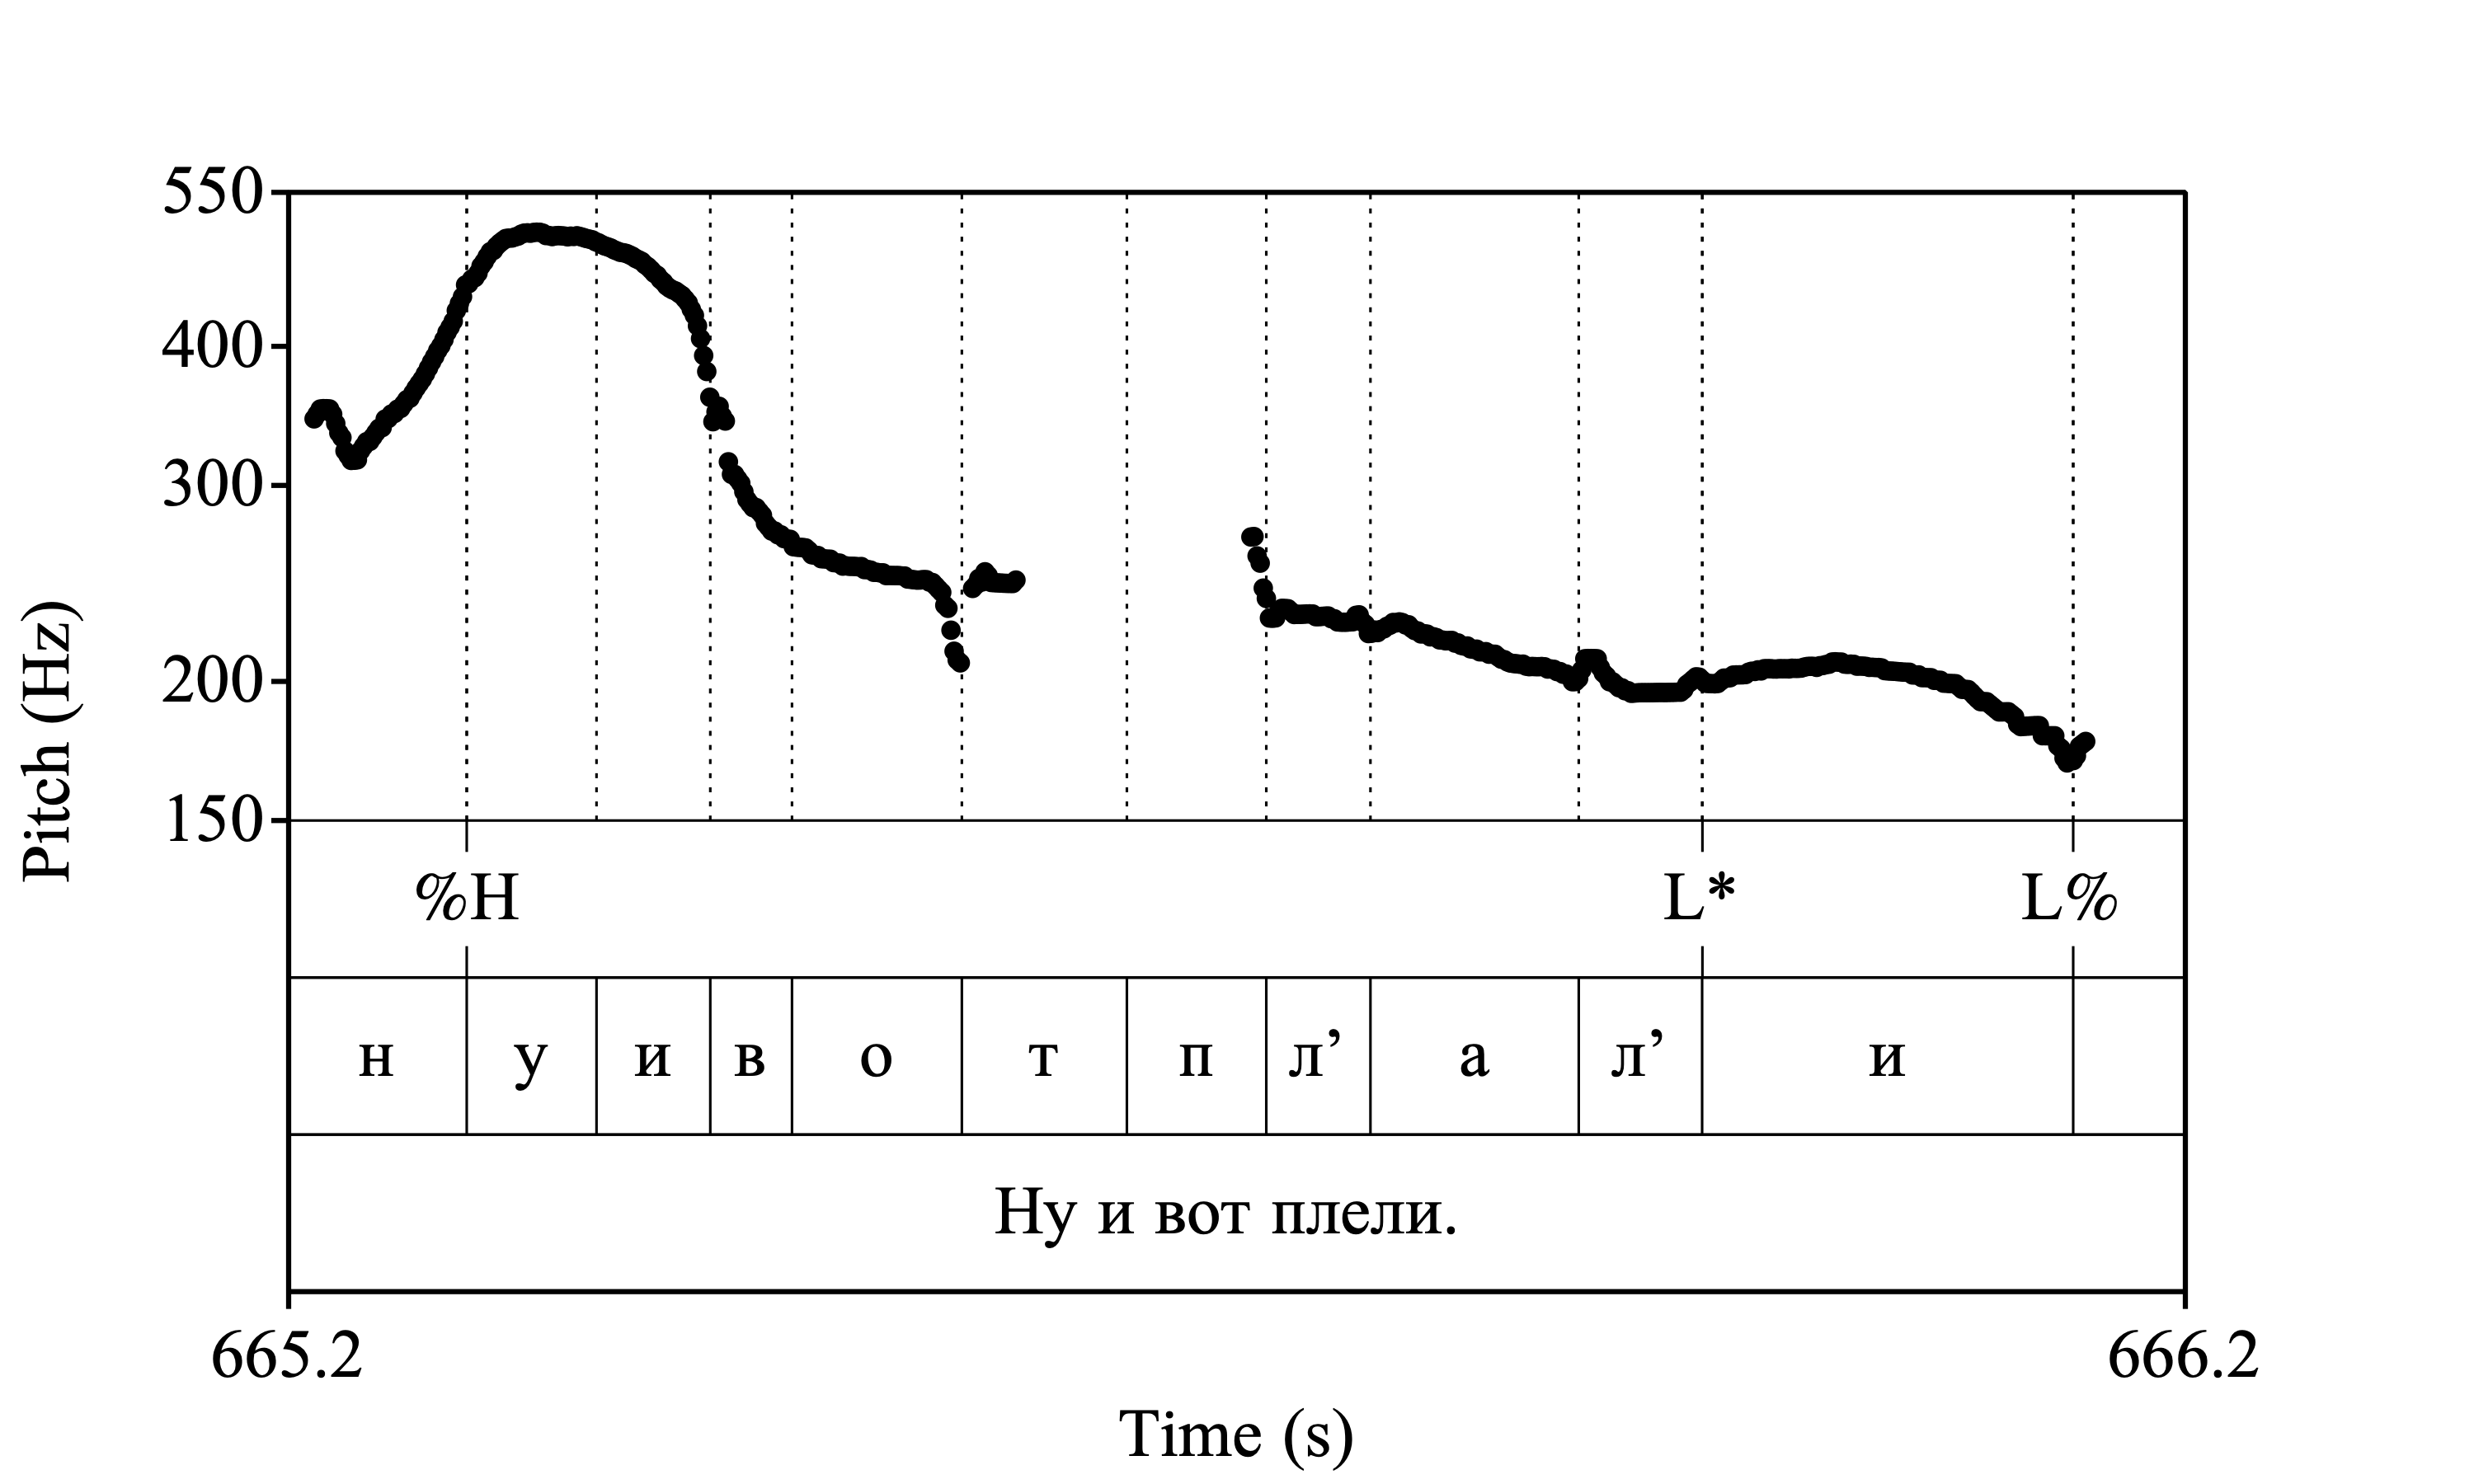 550
400
300
200
150
Pitch (Hz)
%H L* L%
н у и в о т п л’ а л’ и
Ну и вот плели.
665.2 666.2
Time (s)